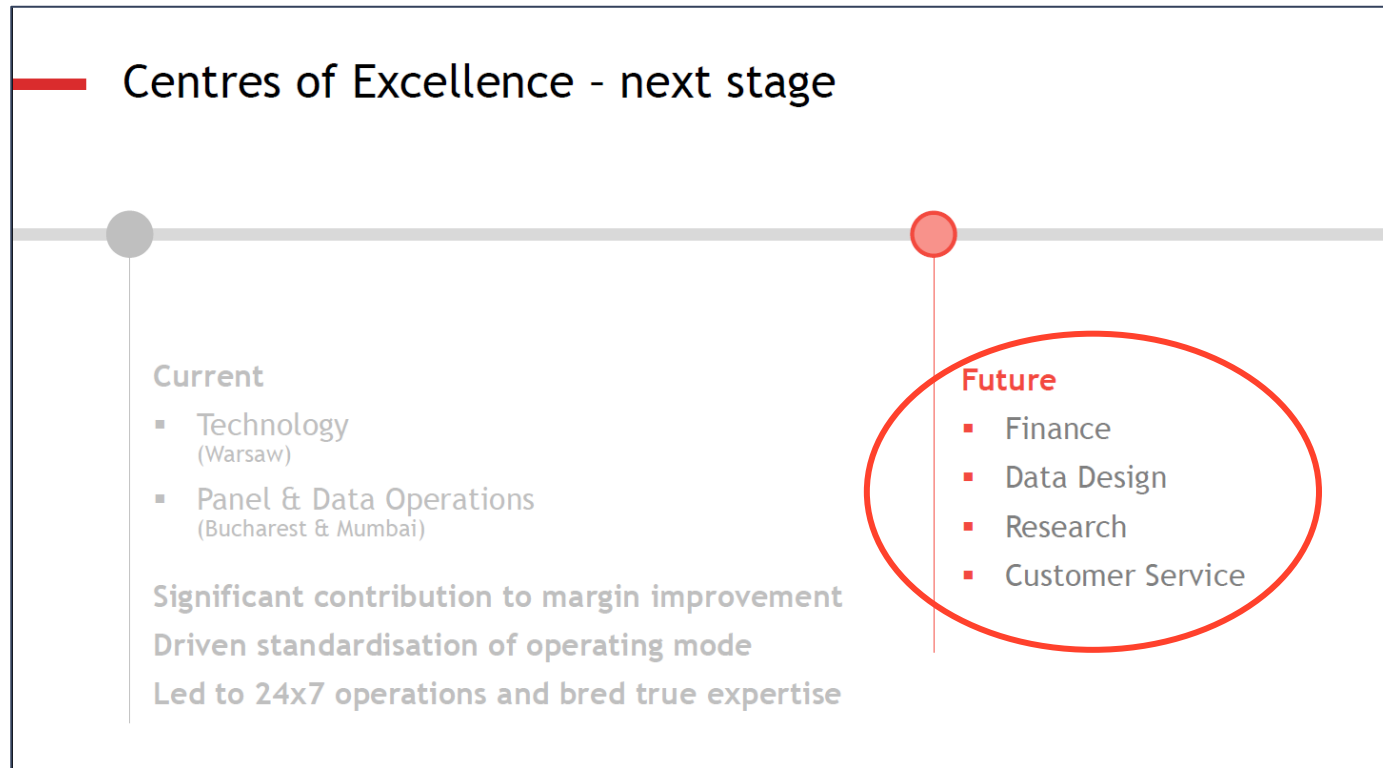 Centres of Excellence – next stage
Current
▪ Technology
(Warsaw)
▪ Panel & Data Operations
(Bucharest & Mumbai)
Significant contribution to margin improvement
Driven standardisation of operating mode
Led to 24x7 operations and bred true expertise
Future
▪ Finance
▪ Data Design
▪ Research
▪ Customer Service